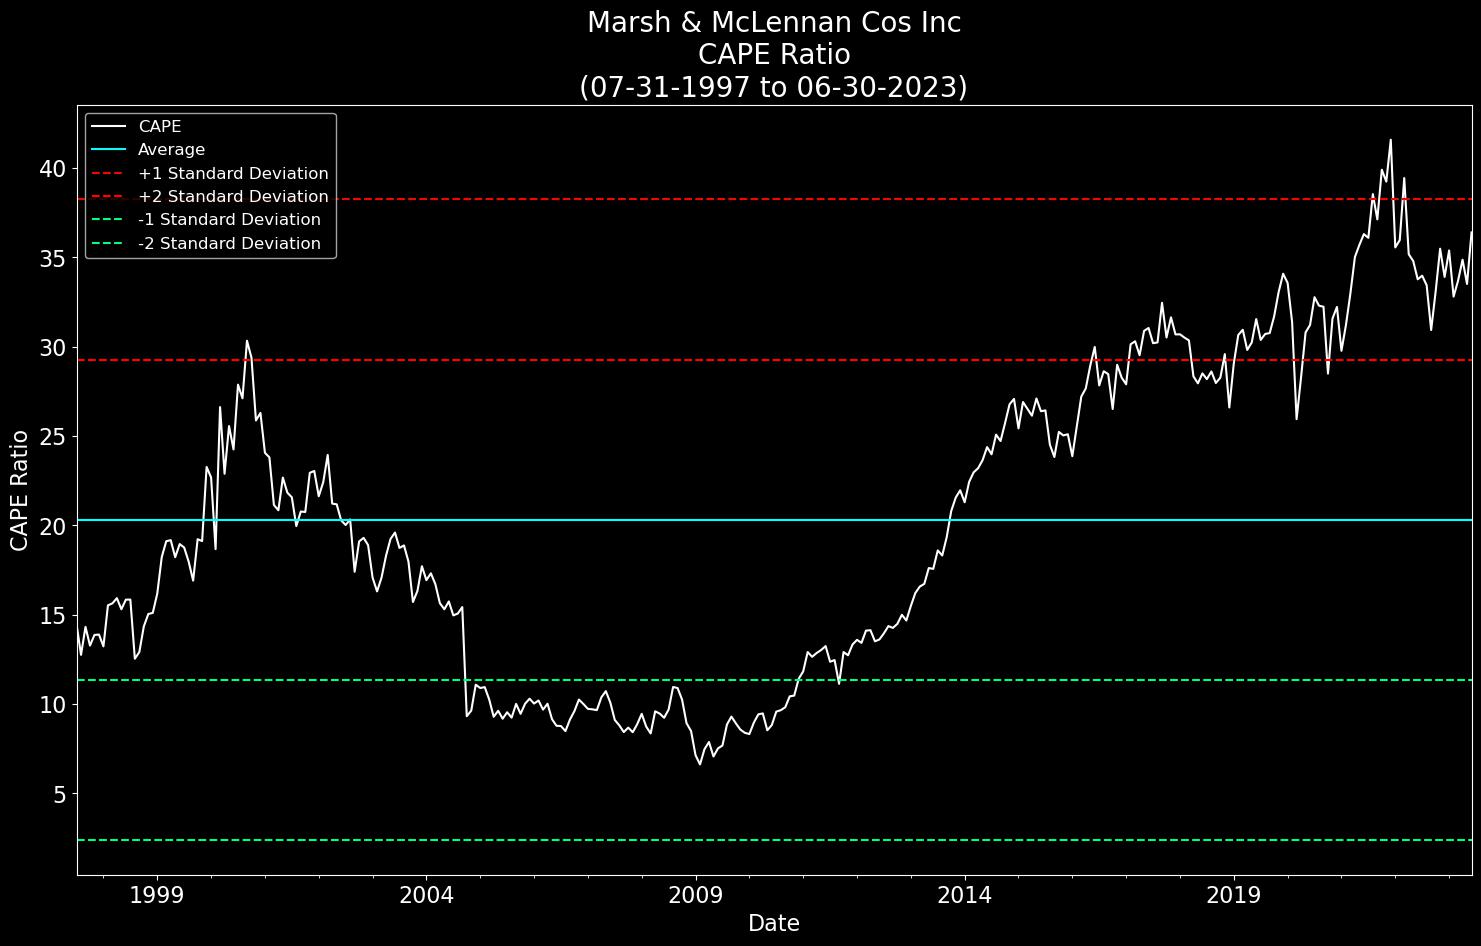 Marsh & McLennan Cos Inc
CAPE Ratio
(07-31-1997 to 06-30-2023)
CAPE
Average
+1 Standard Deviation
+2 Standard Deviation
-1 Standard Deviation
-2 Standard Deviation
CAPE Ratio
40
35
30
25
20
15
10
5
1999
2004
2009
2014
2019
Date